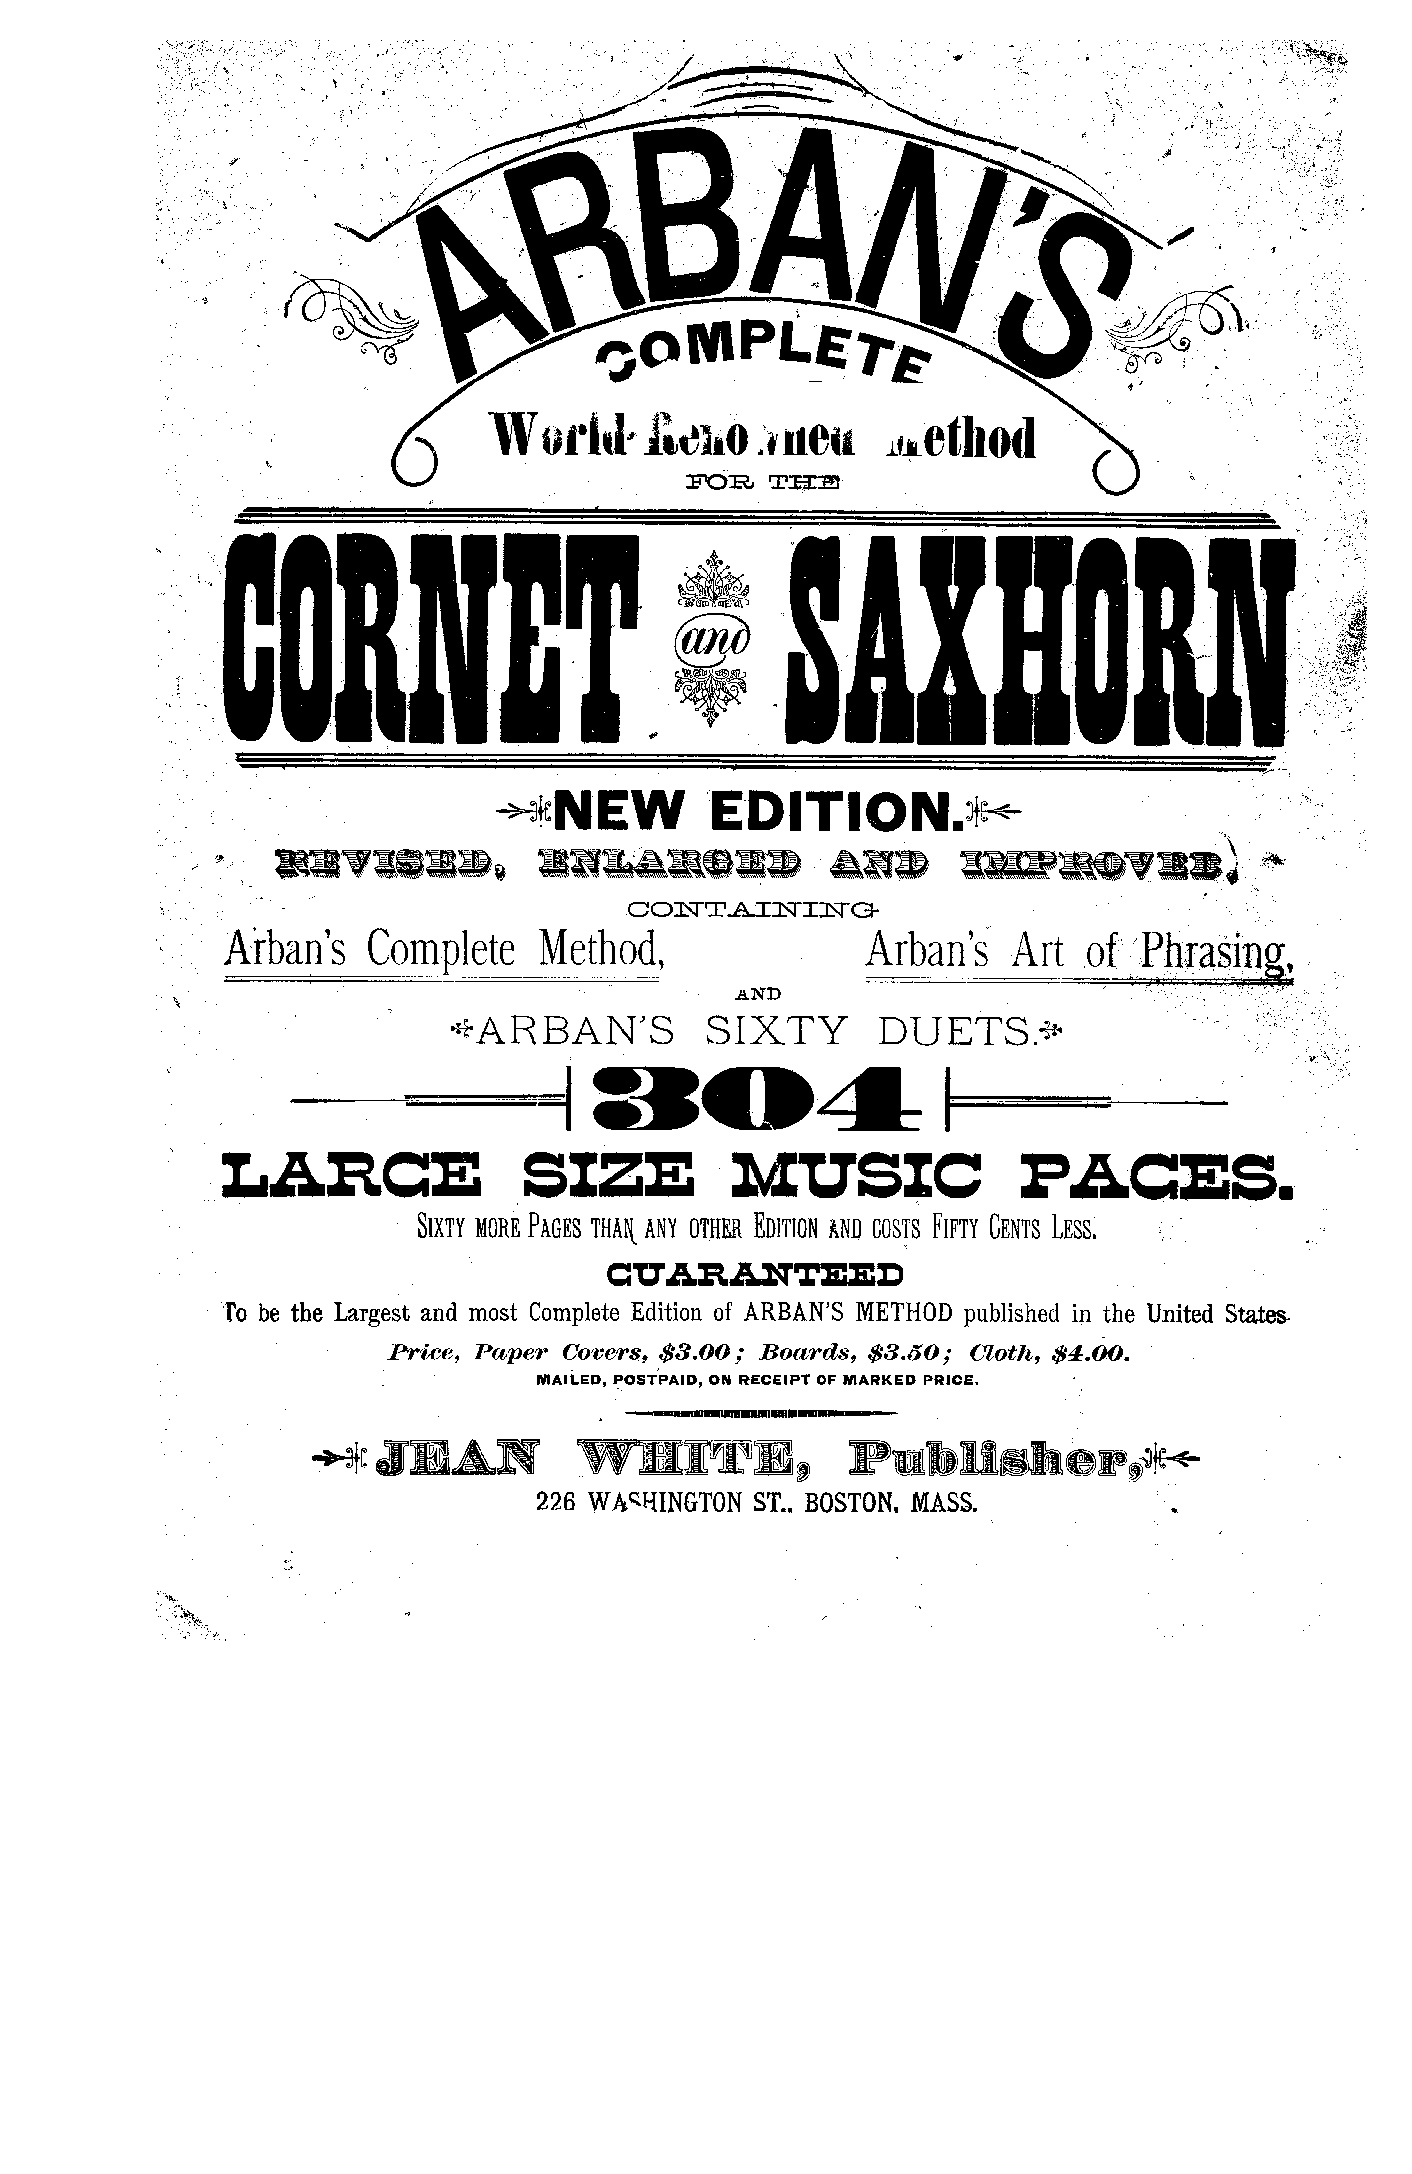 ARBAN'S
COMPLETE
World-Renowned Method
FOR THE
CORNET and SAXHORN
NEW EDITION.
REVISED, ENLARGED AND IMPROVED,
CONTAINING
Arban's Complete Method, Arban's Art of Phrasing,
AND
ARBAN'S SIXTY DUETS.
304
LARGE SIZE MUSIC PAGES.
SIXTY MORE PAGES THAN ANY OTHER EDITION AND COSTS FIFTY CENTS LESS.
GUARANTEED
To be the Largest and most Complete Edition of ARBAN'S METHOD published in the United States.
Price, Paper Covers, $3.00; Boards, $3.50; Cloth, $4.00.
MAILED, POSTPAID, ON RECEIPT OF MARKED PRICE.
JEAN WHITE, Publisher,
226 WASHINGTON ST., BOSTON, MASS.